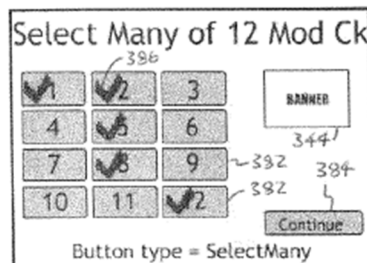 Select Many of 12 Mod Ck
386
1 2 3
BANNER
4 5 6
344
7 8 9 382
384
10 11 12 382
Continue
Button type = SelectMany